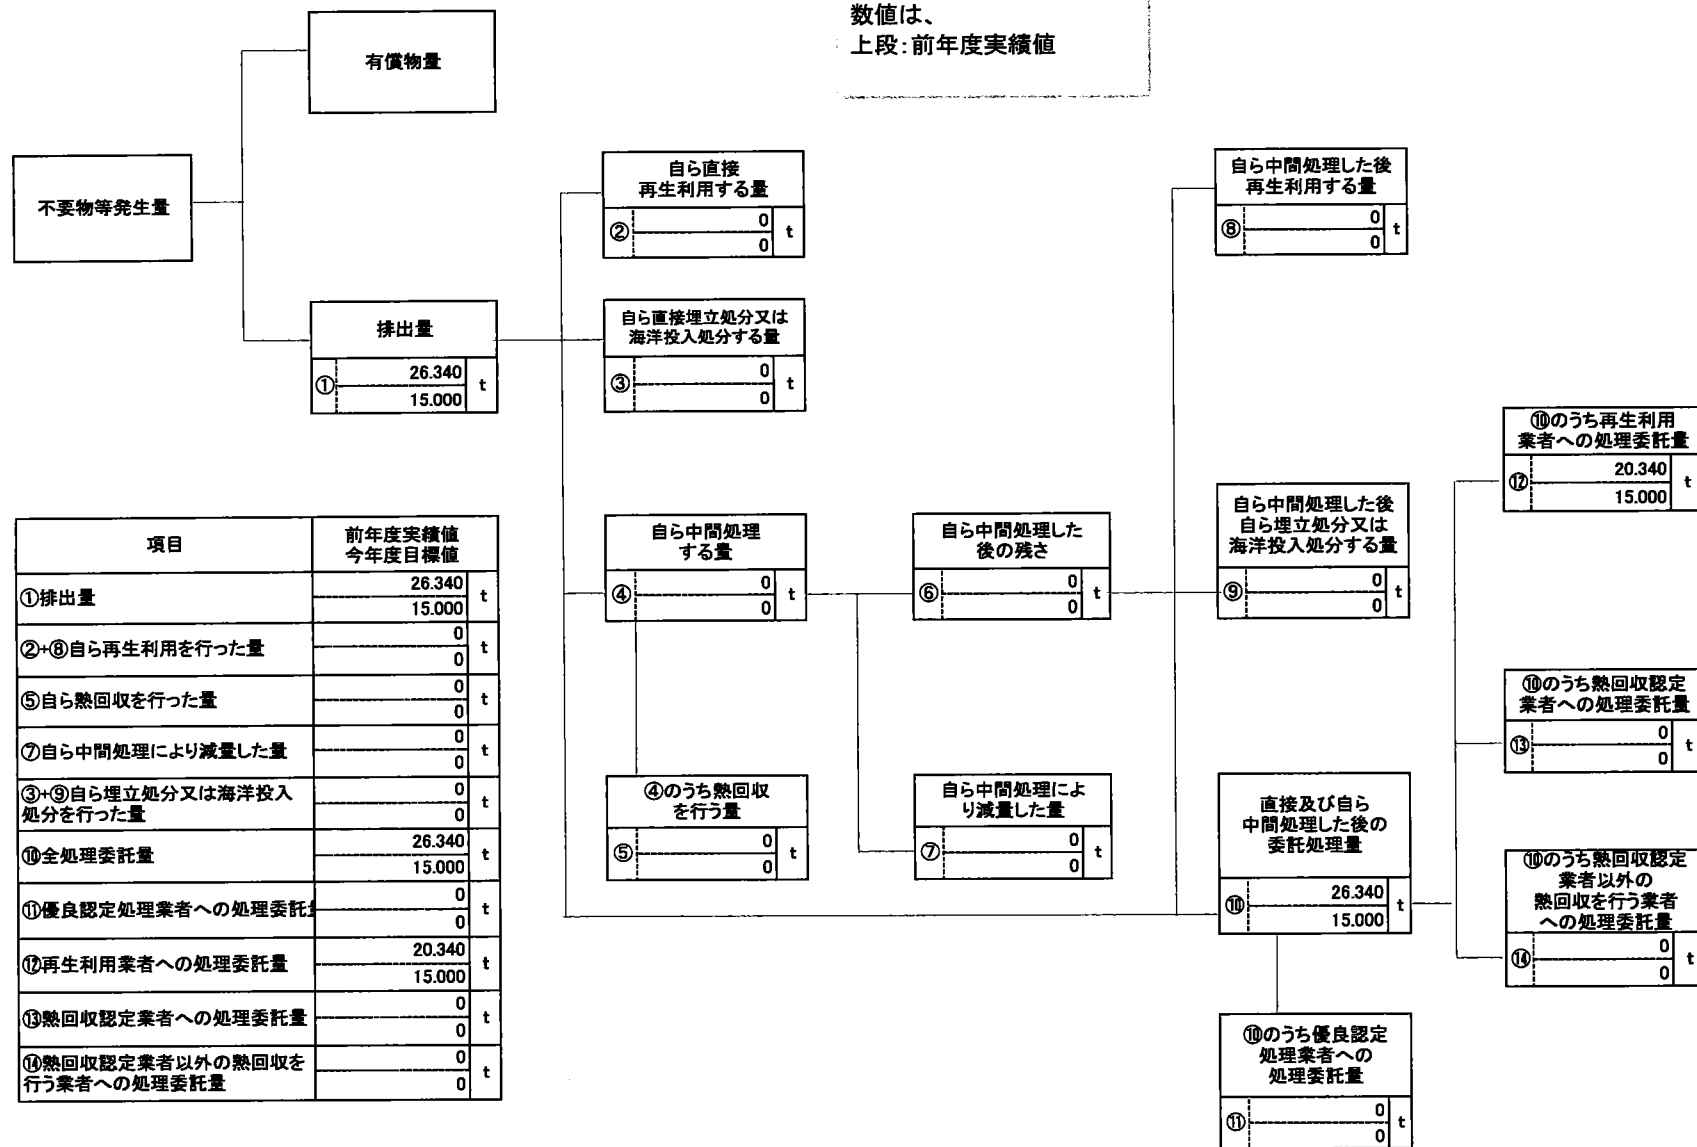 数値は、
上段：前年度実績値
有償物量
不要物等発生量
排出量
① 26.340 t
15.000
自ら直接
再生利用する量
② 0 t
0
自ら直接埋立処分又は
海洋投入処分する量
③ 0 t
0
自ら中間処理
する量
④ 0 t
0
④のうち熱回収
を行う量
⑤ 0 t
0
自ら中間処理した
後の残さ
⑥ 0 t
0
自ら中間処理によ
り減量した量
⑦ 0 t
0
自ら中間処理した後
再生利用する量
⑧ 0 t
0
自ら中間処理した後
自ら埋立処分又は
海洋投入処分する量
⑨ 0 t
0
直接及び自ら
中間処理した後の
委託処理量
⑩ 26.340 t
15.000
⑩のうち優良認定
処理業者への
処理委託量
⑪ 0 t
0
⑩のうち再生利用
業者への処理委託量
⑫ 20.340 t
15.000
⑩のうち熱回収認定
業者への処理委託量
⑬ 0 t
0
⑩のうち熱回収認定
業者以外の
熱回収を行う業者
への処理委託量
⑭ 0 t
0
項目 前年度実績値
今年度目標値
①排出量 26.340 t
15.000
②+⑧自ら再生利用を行った量 0 t
0
⑤自ら熱回収を行った量 0 t
0
⑦自ら中間処理により減量した量 0 t
0
③+⑨自ら埋立処分又は海洋投入
処分を行った量 0 t
0
⑩全処理委託量 26.340 t
15.000
⑪優良認定処理業者への処理委託 0 t
0
⑫再生利用業者への処理委託量 20.340 t
15.000
⑬熱回収認定業者への処理委託量 0 t
0
⑭熱回収認定業者以外の熱回収を
行う業者への処理委託量 0 t
0